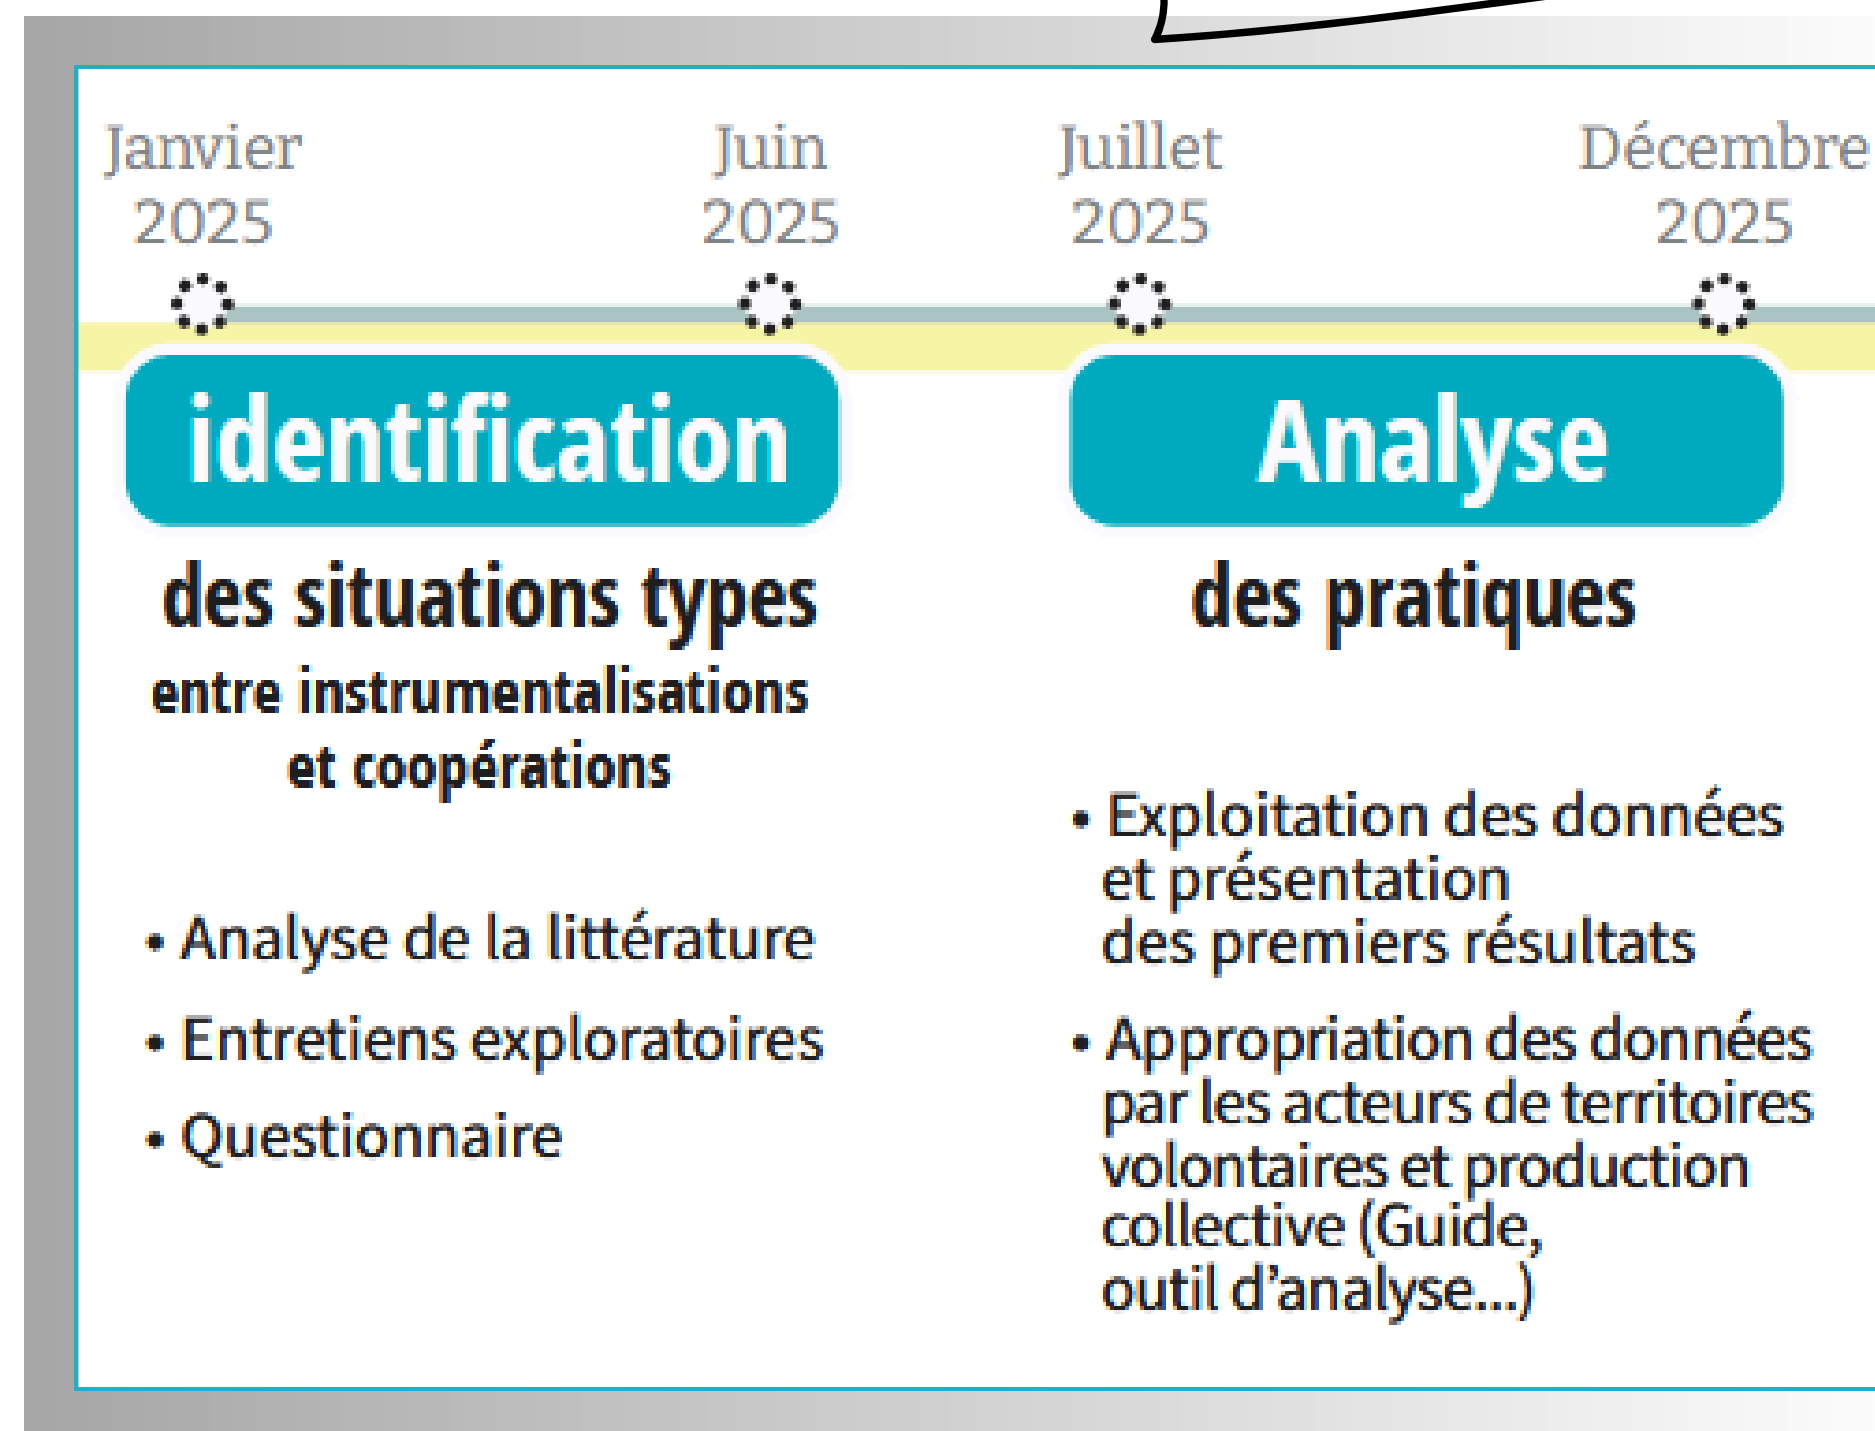 Janvier
2025
Juin
2025
Juillet
2025
Décembre
2025
identification
des situations types
entre instrumentalisations
et coopérations
• Analyse de la littérature
• Entretiens exploratoires
• Questionnaire
Analyse
des pratiques
• Exploitation des données
et présentation
des premiers résultats
• Appropriation des données
par les acteurs de territoires
volontaires et production
collective (Guide,
outil d’analyse...)